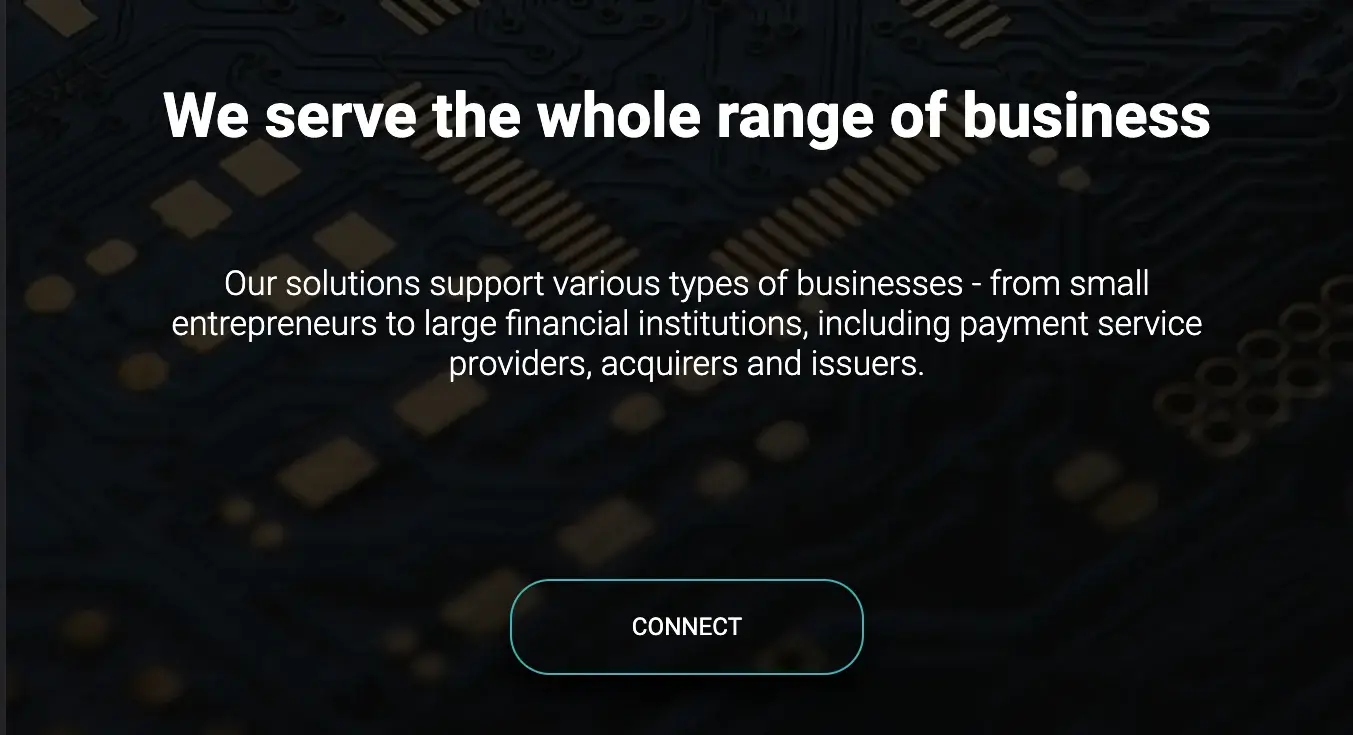 We serve the whole range of business
Our solutions support various types of businesses - from small
entrepreneurs to large financial institutions, including payment service
providers, acquirers and issuers.
CONNECT